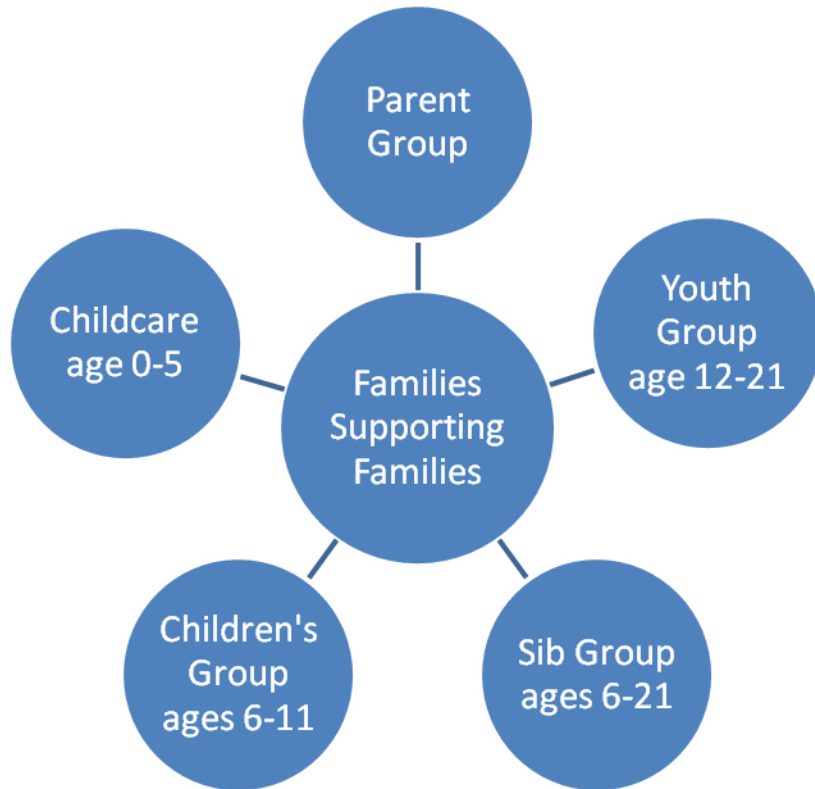 Parent
Group
Youth
Group
age 12-21
Sib Group
ages 6-21
Children's
Group
ages 6-11
Childcare
age 0-5
Families
Supporting
Families